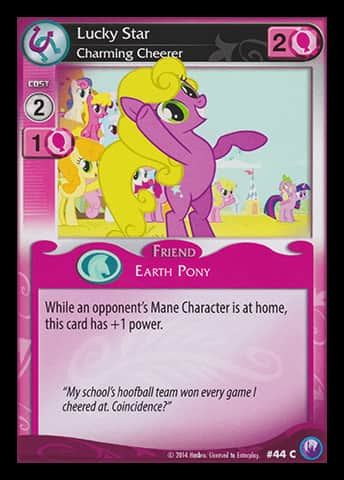 Lucky Star
Charming Cheerer
2
COST
2
1
FRIEND
EARTH PONY
While an opponent's Mane Character is at home,
this card has +1 power.
"My school's hoofball team won every game I
cheered at. Coincidence?"
© 2014 Hasbro. Licensed to Enterplay.
#44 C